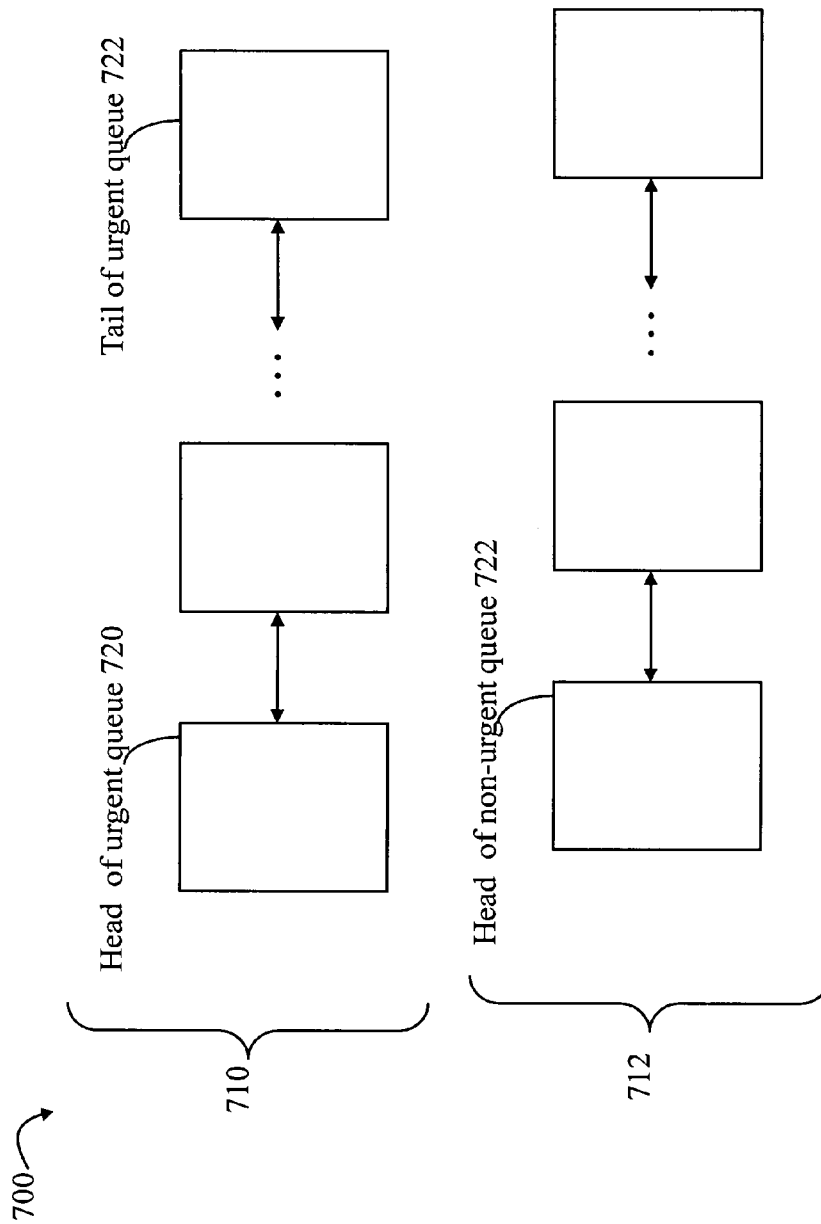 700
710
Head of urgent queue 720
Tail of urgent queue 722
712
Head of non-urgent queue 722